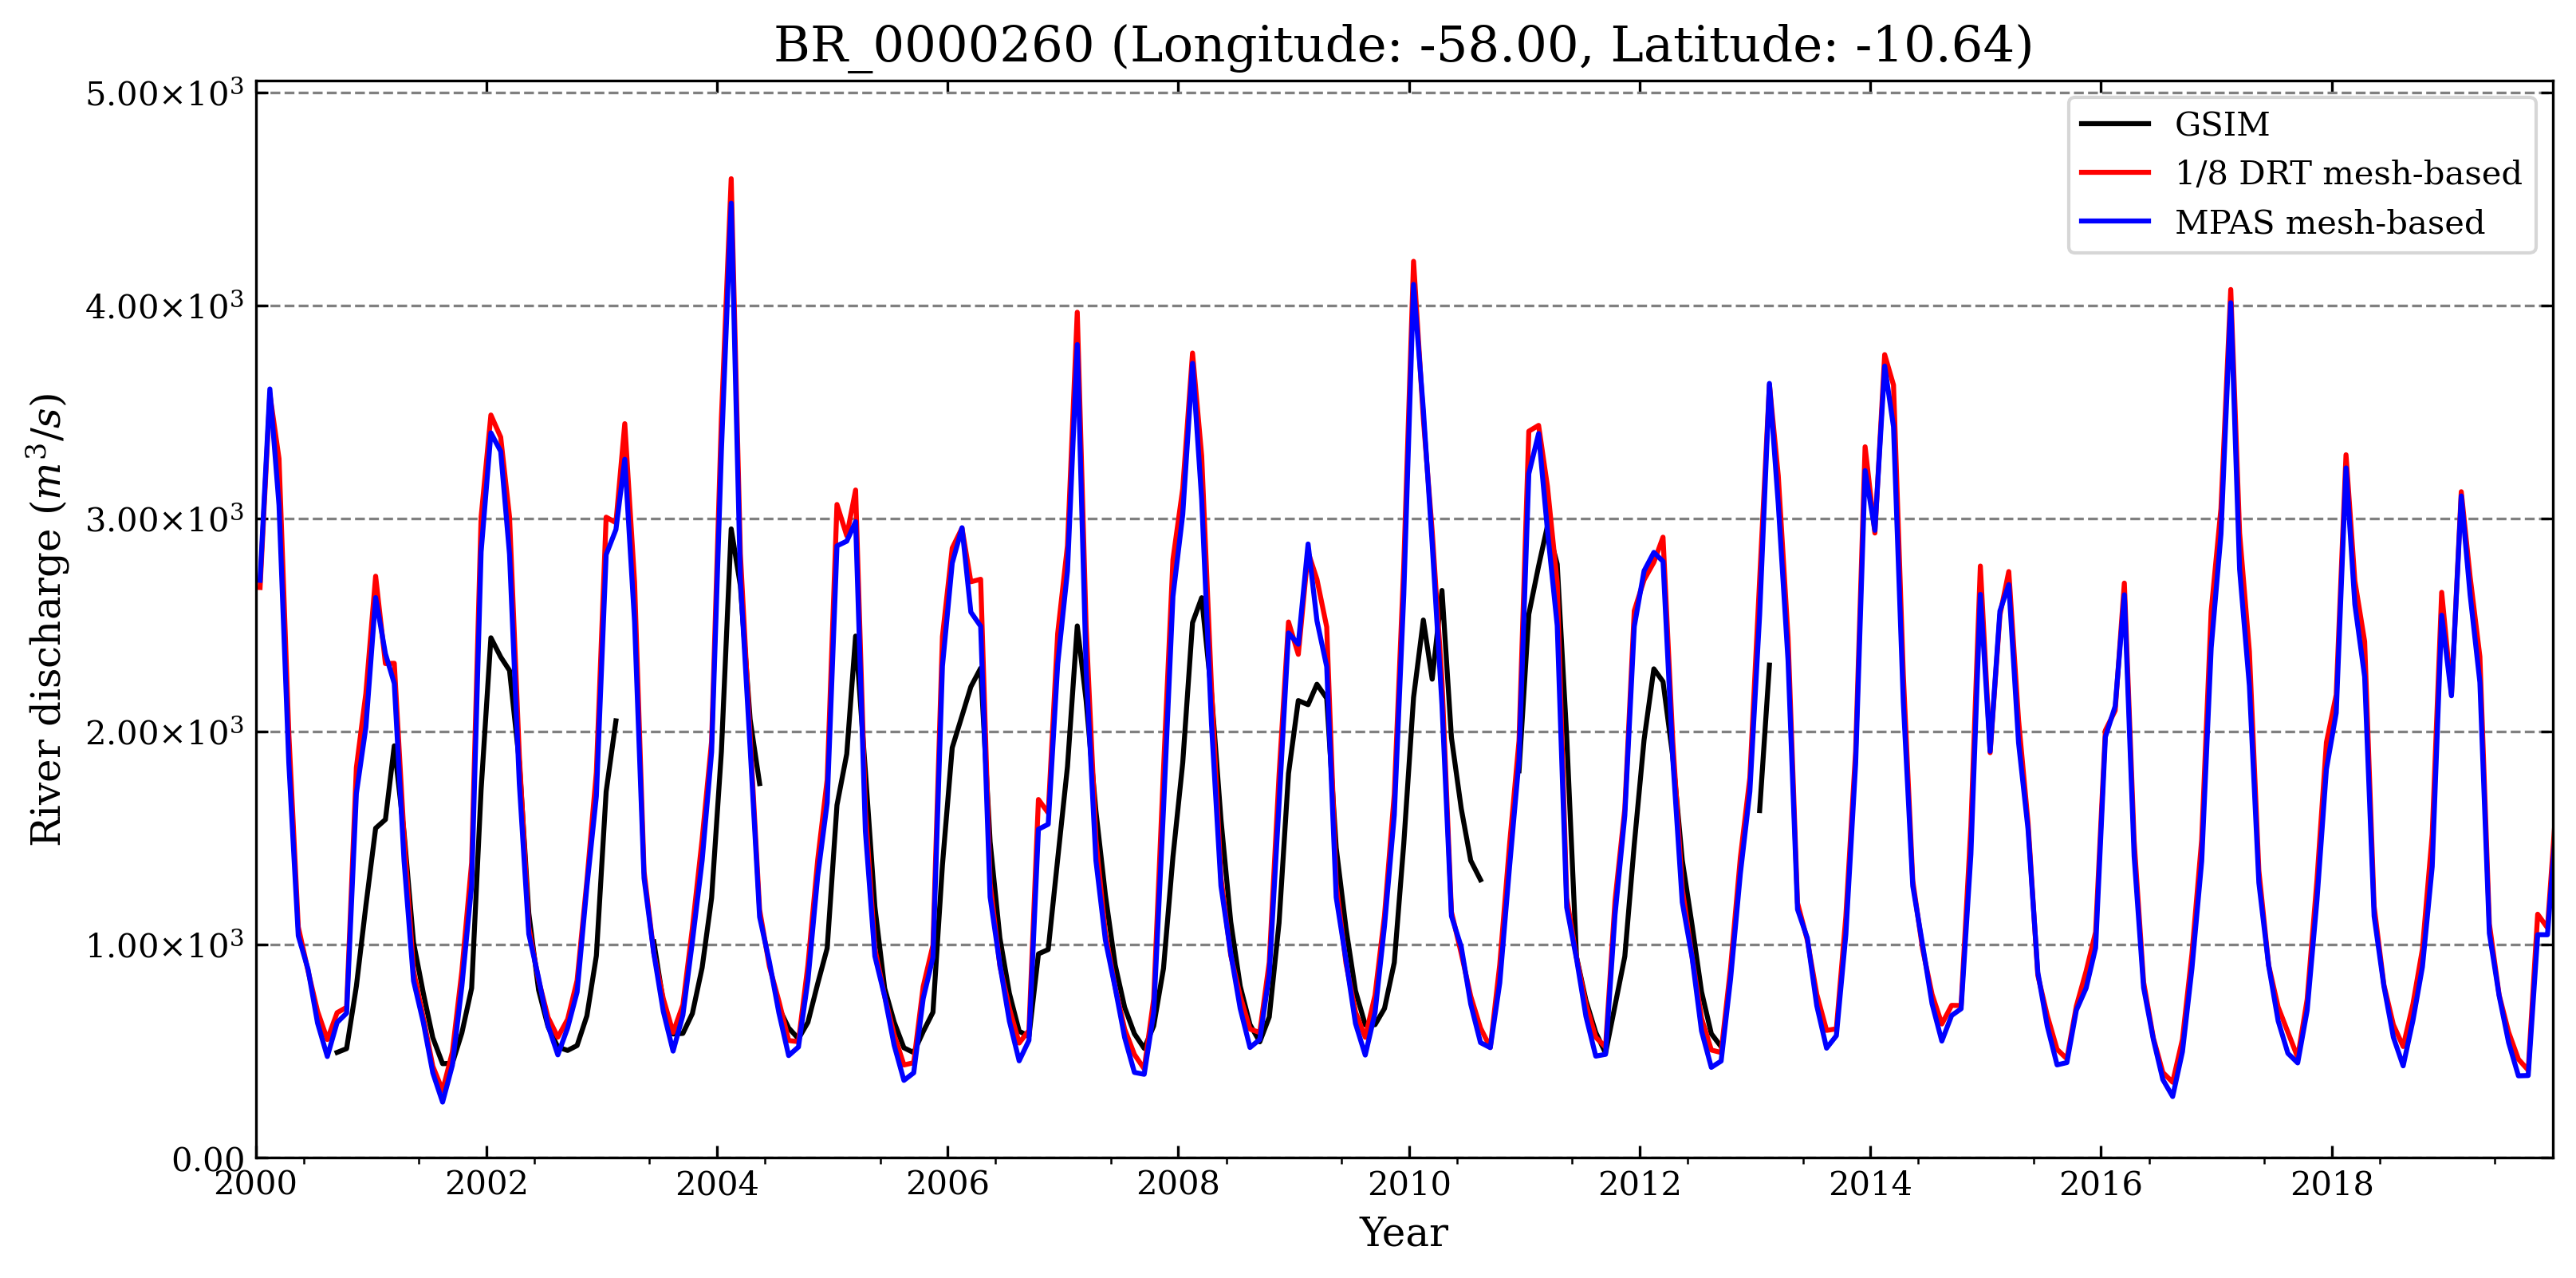 BR_0000260 (Longitude: -58.00, Latitude: -10.64)
5.00×10³
4.00×10³
3.00×10³
2.00×10³
1.00×10³
0.00
River discharge (m³/s)
GSIM
1/8 DRT mesh-based
MPAS mesh-based
2000 2002 2004 2006 2008 2010 2012 2014 2016 2018
Year